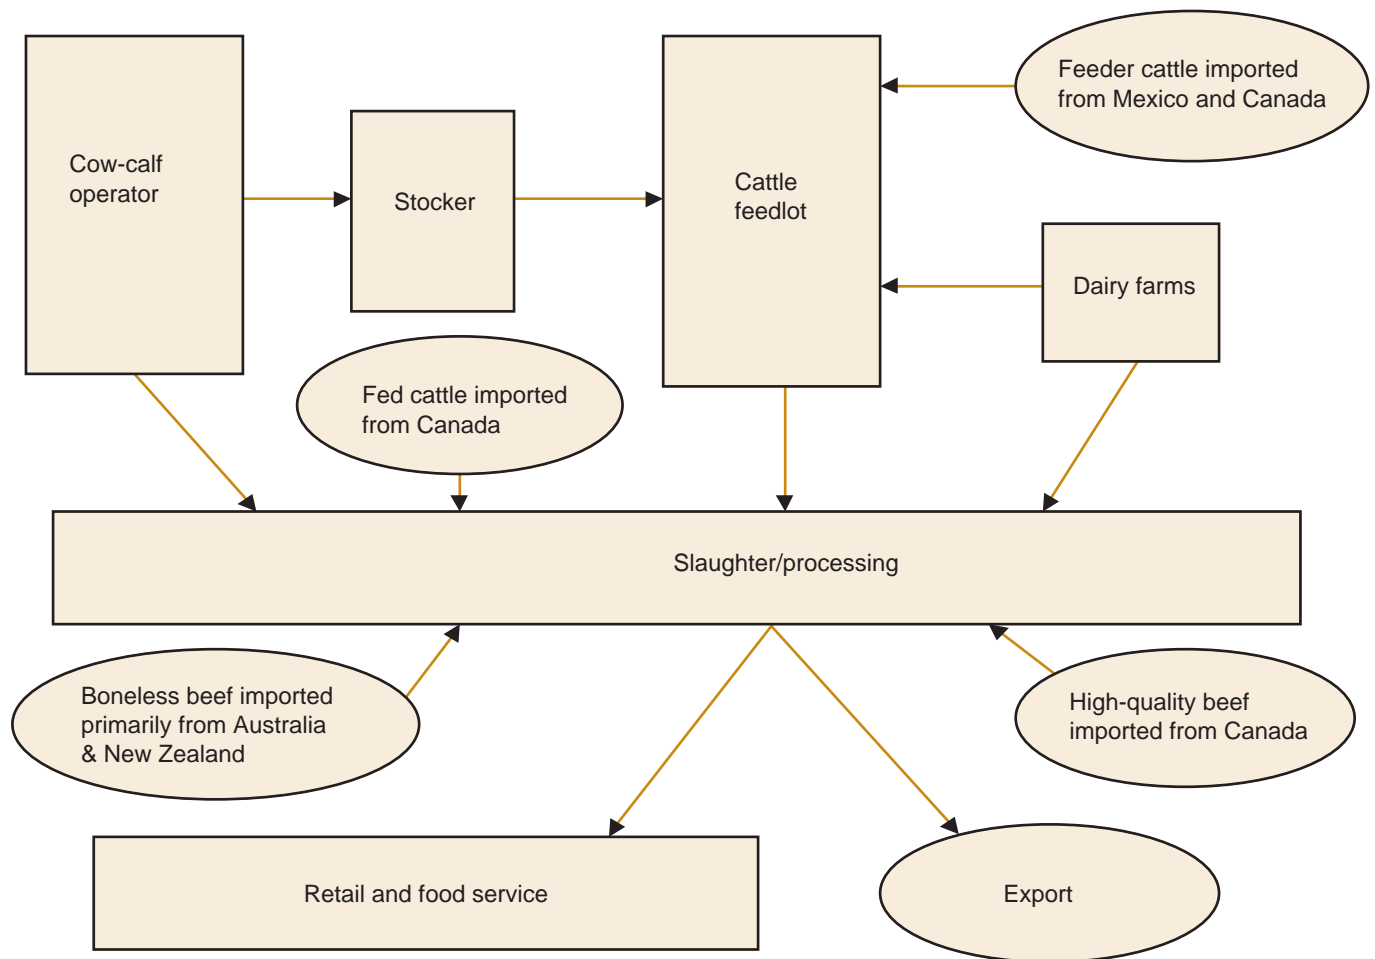 Feeder cattle imported
from Mexico and Canada
Cow-calf
operator
Stocker
Cattle
feedlot
Dairy farms
Fed cattle imported
from Canada
Slaughter/processing
Boneless beef imported
primarily from Australia
& New Zealand
High-quality beef
imported from Canada
Retail and food service
Export